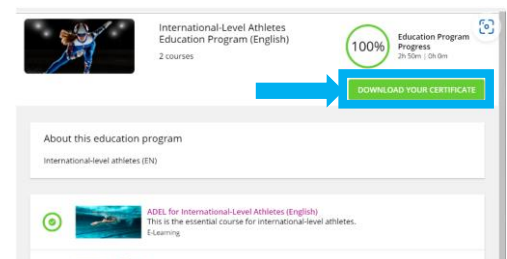 International-Level Athletes
Education Program (English)
2 courses
100%
Education Program
Progress
2h 50m | 0h 0m
DOWNLOAD YOUR CERTIFICATE
About this education program
International-level athletes (EN)
ADEL for International-Level Athletes (English)
This is the essential course for international-level athletes.
E-Learning